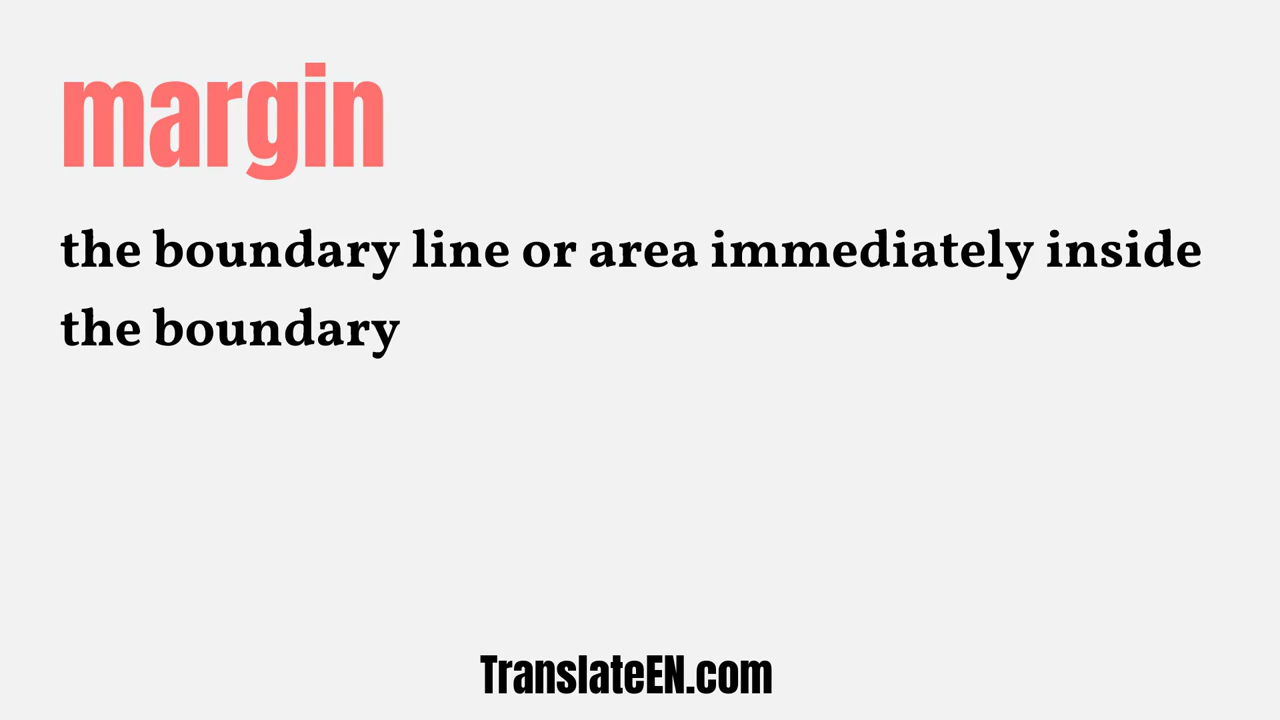 margin
the boundary line or area immediately inside
the boundary
TranslateEN.com